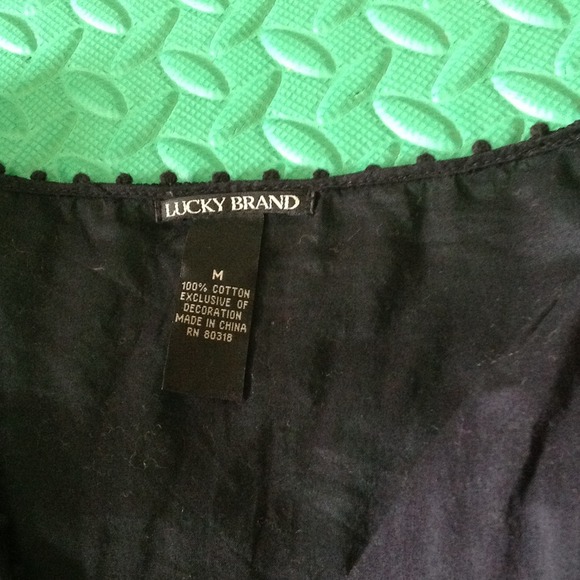 LUCKY BRAND
M
100% COTTON
EXCLUSIVE OF
DECORATION
MADE IN CHINA
RN 80318